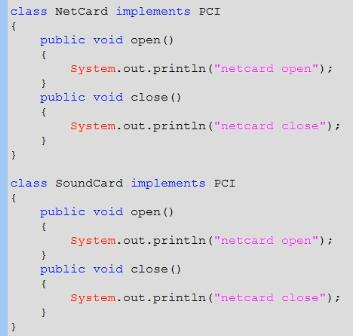 class NetCard implements PCI
{
    public void open()
    {
        System.out.println("netcard open");
    }
    public void close()
    {
        System.out.println("netcard close");
    }
}
class SoundCard implements PCI
{
    public void open()
    {
        System.out.println("netcard open");
    }
    public void close()
    {
        System.out.println("netcard close");
    }
}